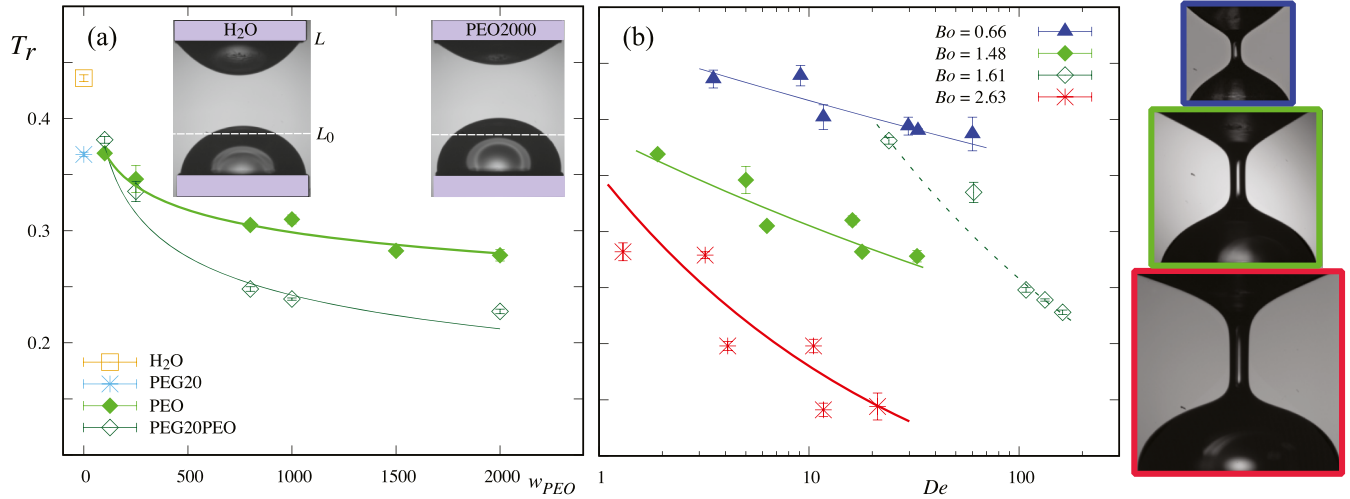 T_r
(a)
H₂O
L
PEO2000
L₀
0.4
0.3
0.2
H₂O
PEG20
PEO
PEG20PEO
0
500
1000
1500
2000
w_PEO
(b)
Bo = 0.66
Bo = 1.48
Bo = 1.61
Bo = 2.63
1
10
100
De